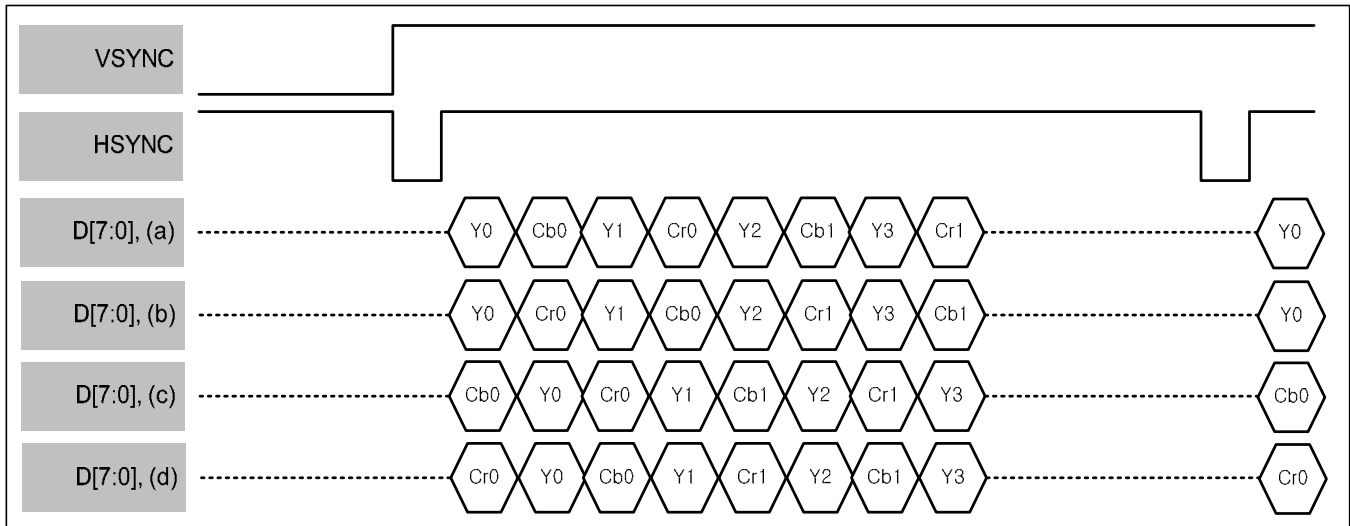 VSYNC
HSYNC
D[7:0], (a) Y0 Cb0 Y1 Cr0 Y2 Cb1 Y3 Cr1 Y0
D[7:0], (b) Y0 Cr0 Y1 Cb0 Y2 Cr1 Y3 Cb1 Y0
D[7:0], (c) Cb0 Y0 Cr0 Y1 Cb1 Y2 Cr1 Y3 Cb0
D[7:0], (d) Cr0 Y0 Cb0 Y1 Cr1 Y2 Cb1 Y3 Cr0